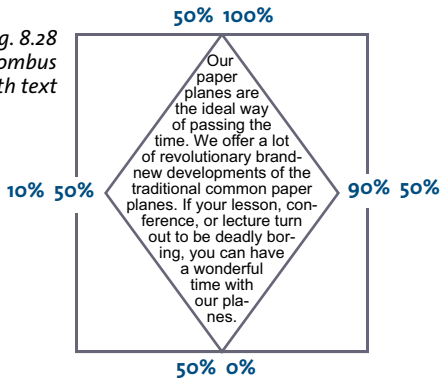 50% 100%
g. 8.28
ombus
th text
Our
paper
planes are
the ideal way
of passing the
time. We offer a lot
of revolutionary brand-
new developments of the
traditional common paper
planes. If your lesson, con-
ference, or lecture turn
out to be deadly bor-
ing, you can have
a wonderful
time with
our pla-
nes.
10% 50%
90% 50%
50% 0%